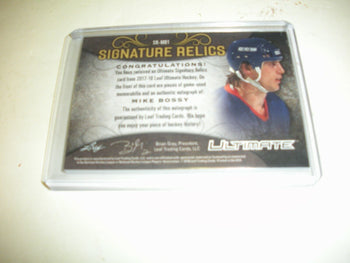 SR-MB1
SIGNATURE RELICS
CONGRATULATIONS!
You have received an Ultimate Signature Relics
card from 2017-18 Leaf Ultimate Hockey. On
the front of this card are pieces of game-used
memorabilia and an authentic autograph of
MIKE BOSSY
The authenticity of this autograph is
guaranteed by Leaf Trading Cards. We hope
you enjoy your piece of hockey history!
Brian Gray, President,
Leaf Trading Cards, LLC
ULTIMATE